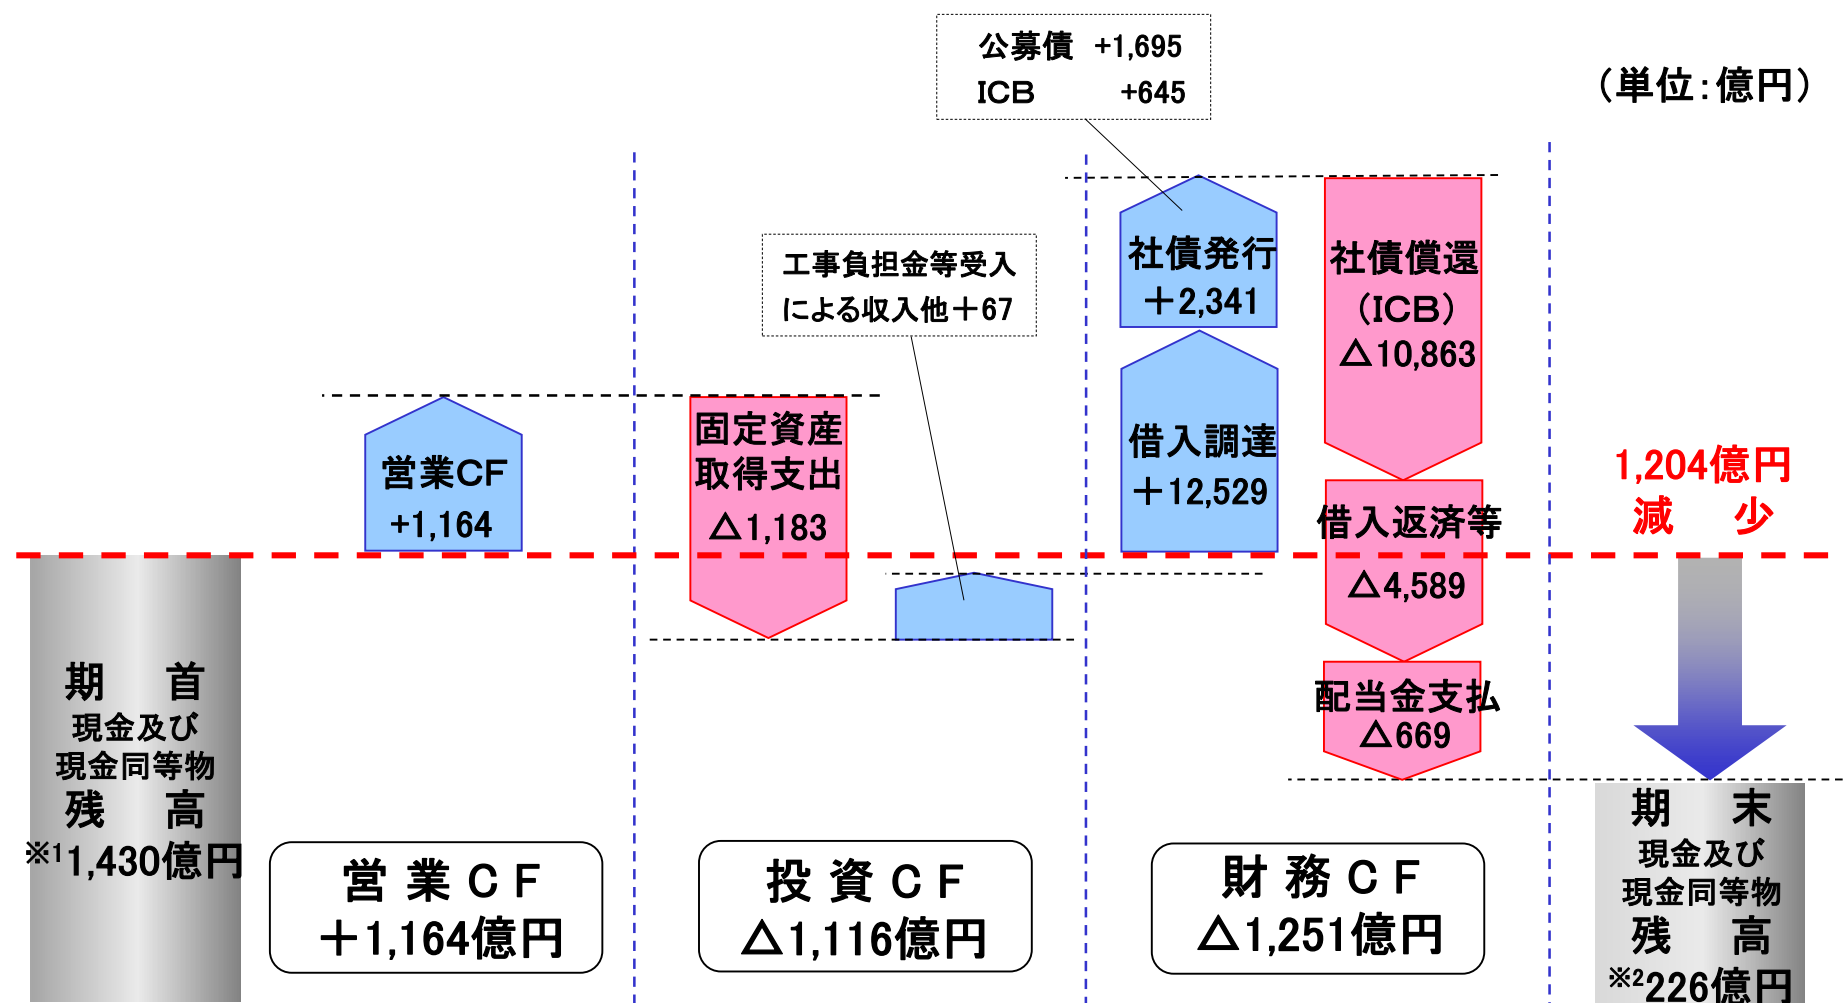 公募債 +1,695
ICB +645
（単位：億円）
工事負担金等受入
による収入他＋67
社債発行
＋2,341
社債償還
（ICB）
△10,863
営業CF
+1,164
固定資産
取得支出
△1,183
借入調達
＋12,529
借入返済等
△4,589
配当金支払
△669
1,204億円
減 少
期 首
現金及び
現金同等物
残 高
※1 1,430億円
営業CF
＋1,164億円
投資CF
△1,116億円
財務CF
△1,251億円
期 末
現金及び
現金同等物
残 高
※2 226億円